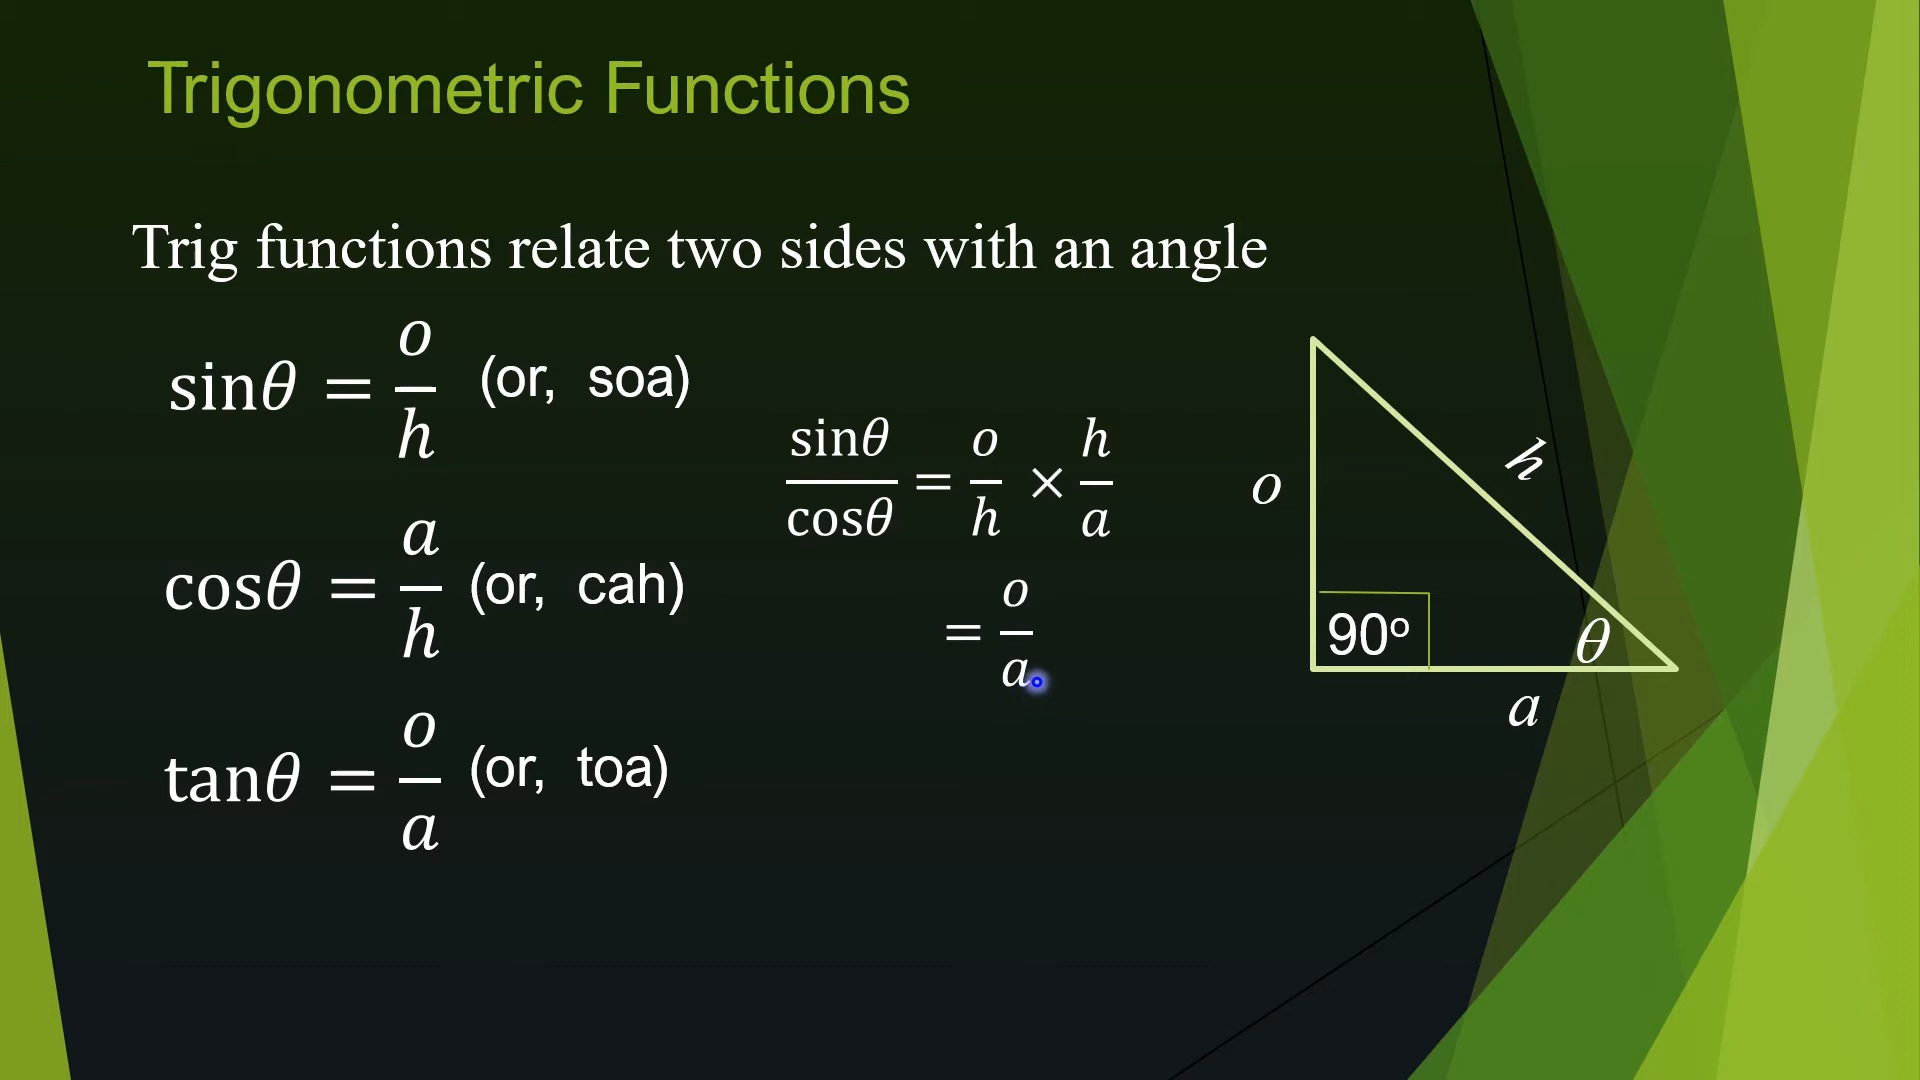 Trigonometric Functions
Trig functions relate two sides with an angle
sinθ = o/h (or, soa)
cosθ = a/h (or, cah)
tanθ = o/a (or, toa)
sinθ/cosθ = o/h × h/a
= o/a
o
h
90°
θ
a